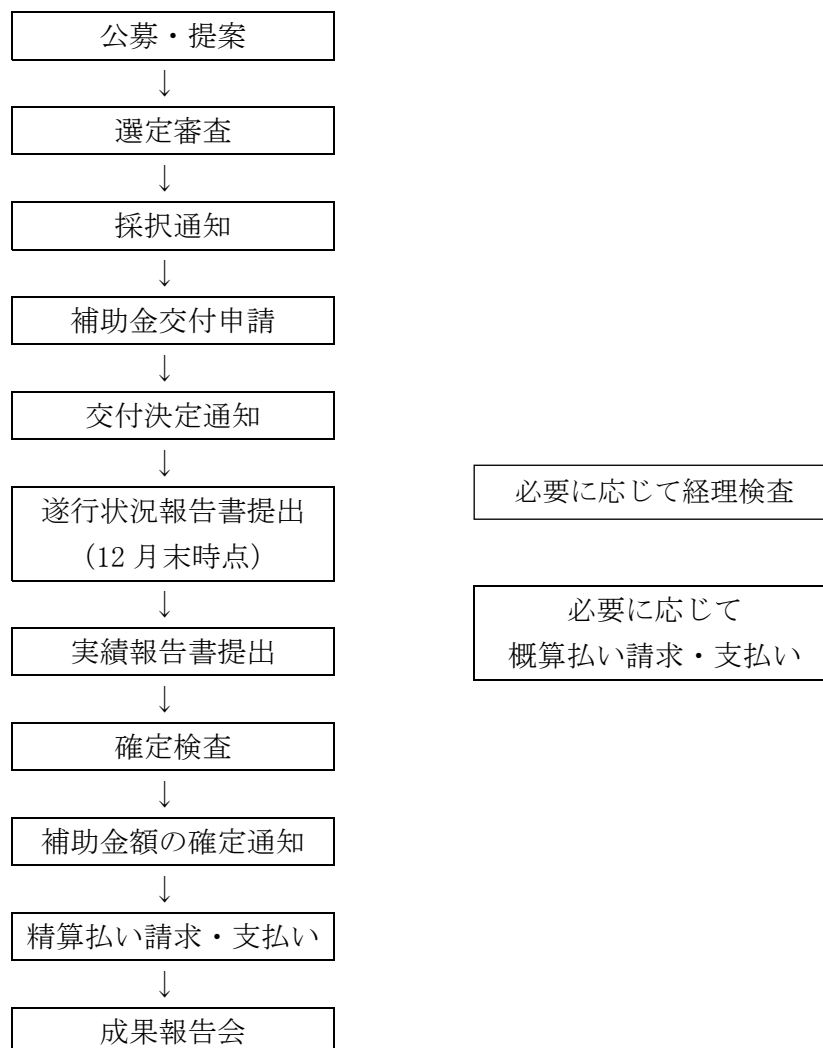 公募・提案
↓
選定審査
↓
採択通知
↓
補助金交付申請
↓
交付決定通知
↓
遂行状況報告書提出
（12 月末時点）
↓
実績報告書提出
↓
確定検査
↓
補助金額の確定通知
↓
精算払い請求・支払い
↓
成果報告会
必要に応じて経理検査
必要に応じて
概算払い請求・支払い